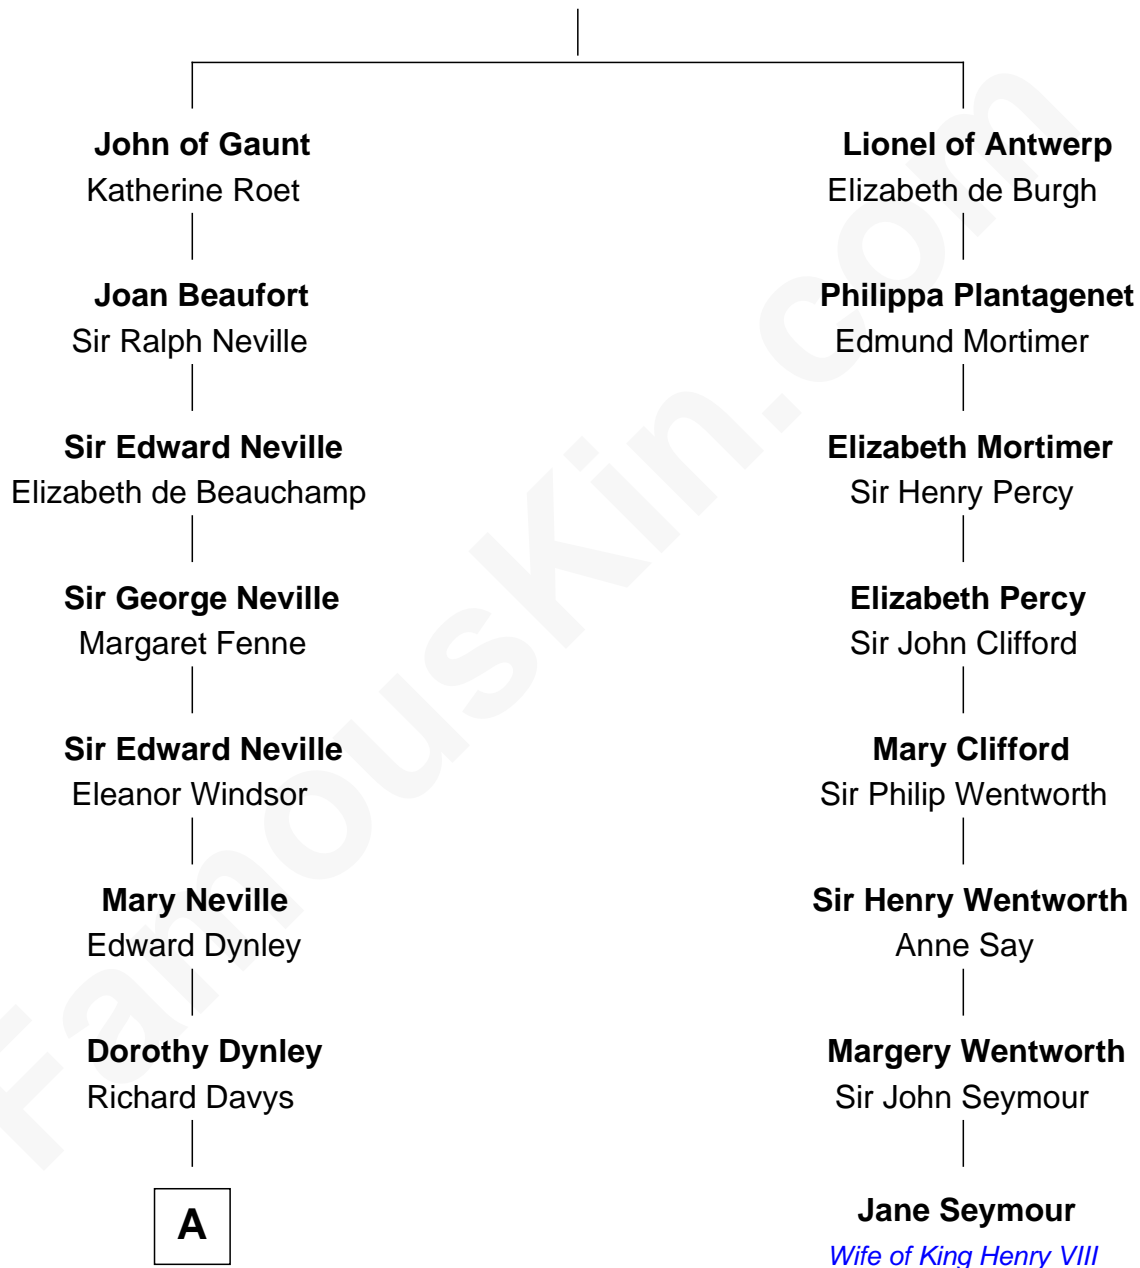 John of Gaunt
Katherine Roet
Joan Beaufort
Sir Ralph Neville
Sir Edward Neville
Elizabeth de Beauchamp
Sir George Neville
Margaret Fenne
Sir Edward Neville
Eleanor Windsor
Mary Neville
Edward Dynley
Dorothy Dynley
Richard Davys
A
Lionel of Antwerp
Elizabeth de Burgh
Philippa Plantagenet
Edmund Mortimer
Elizabeth Mortimer
Sir Henry Percy
Elizabeth Percy
Sir John Clifford
Mary Clifford
Sir Philip Wentworth
Sir Henry Wentworth
Anne Say
Margery Wentworth
Sir John Seymour
Jane Seymour
Wife of King Henry VIII
FamousKin.com